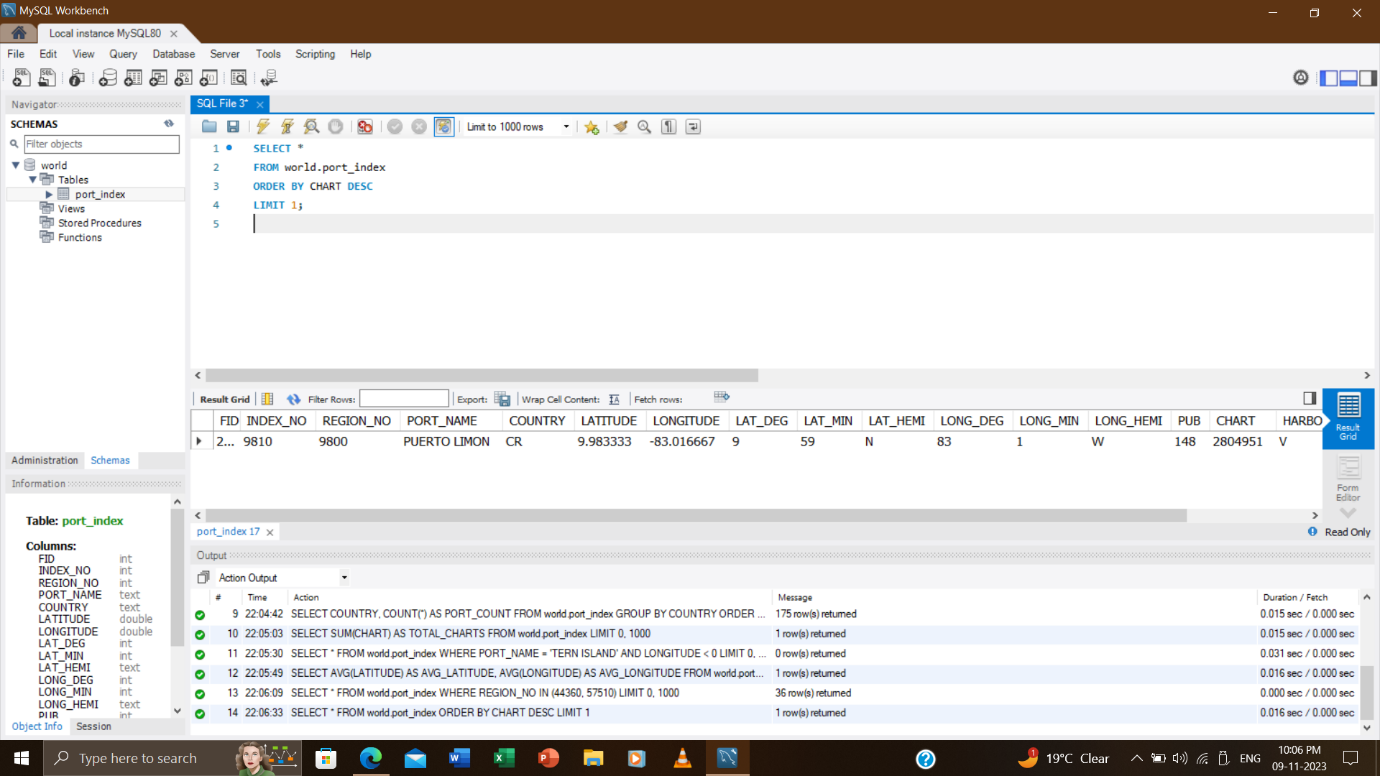 MySQL Workbench
Local instance MySQL80
File Edit View Query Database Server Tools Scripting Help
Navigator
SCHEMAS
Filter objects
world
Tables
port_index
Views
Stored Procedures
Functions
Administration Schemas
Information
Table: port_index
Columns:
FID int
INDEX_NO int
REGION_NO int
PORT_NAME text
COUNTRY text
LATITUDE double
LONGITUDE double
LAT_DEG int
LAT_MIN int
LAT_HEMI text
LONG_DEG int
LONG_MIN int
LONG_HEMI text
PUB int
Object Info Session
SQL File 3*
Limit to 1000 rows
1 SELECT *
2 FROM world.port_index
3 ORDER BY CHART DESC
4 LIMIT 1;
5
Result Grid Filter Rows: Export: Wrap Cell Content: Fetch rows:
FID INDEX_NO REGION_NO PORT_NAME COUNTRY LATITUDE LONGITUDE LAT_DEG LAT_MIN LAT_HEMI LONG_DEG LONG_MIN LONG_HEMI PUB CHART HARBO
2... 9810 9800 PUERTO LIMON CR 9.983333 -83.016667 9 59 N 83 1 W 148 2804951 V
Result
Grid
Form
Editor
port_index 17
Read Only
Output
Action Output
# Time Action Message Duration / Fetch
9 22:04:42 SELECT COUNTRY, COUNT(*) AS PORT_COUNT FROM world.port_index GROUP BY COUNTRY ORDER ... 175 row(s) returned 0.015 sec / 0.000 sec
10 22:05:03 SELECT SUM(CHART) AS TOTAL_CHARTS FROM world.port_index LIMIT 0, 1000 1 row(s) returned 0.015 sec / 0.000 sec
11 22:05:30 SELECT * FROM world.port_index WHERE PORT_NAME = 'TERN ISLAND' AND LONGITUDE < 0 LIMIT 0, ... 0 row(s) returned 0.031 sec / 0.000 sec
12 22:05:49 SELECT AVG(LATITUDE) AS AVG_LATITUDE, AVG(LONGITUDE) AS AVG_LONGITUDE FROM world.port... 1 row(s) returned 0.016 sec / 0.000 sec
13 22:06:09 SELECT * FROM world.port_index WHERE REGION_NO IN (44360, 57510) LIMIT 0, 1000 36 row(s) returned 0.000 sec / 0.000 sec
14 22:06:33 SELECT * FROM world.port_index ORDER BY CHART DESC LIMIT 1 1 row(s) returned 0.016 sec / 0.000 sec
Type here to search
1
19°C Clear
ENG
10:06 PM
09-11-2023